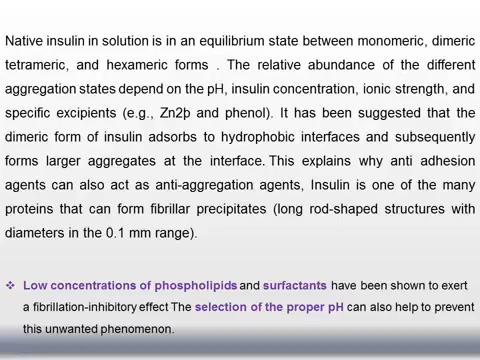 Native insulin in solution is in an equilibrium state between monomeric, dimeric
tetrameric, and hexameric forms . The relative abundance of the different
aggregation states depend on the pH, insulin concentration, ionic strength, and
specific excipients (e.g., Zn2þ and phenol). It has been suggested that the
dimeric form of insulin adsorbs to hydrophobic interfaces and subsequently
forms larger aggregates at the interface. This explains why anti adhesion
agents can also act as anti-aggregation agents, Insulin is one of the many
proteins that can form fibrillar precipitates (long rod-shaped structures with
diameters in the 0.1 mm range).
❖ Low concentrations of phospholipids and surfactants have been shown to exert
a fibrillation-inhibitory effect The selection of the proper pH can also help to prevent
this unwanted phenomenon.